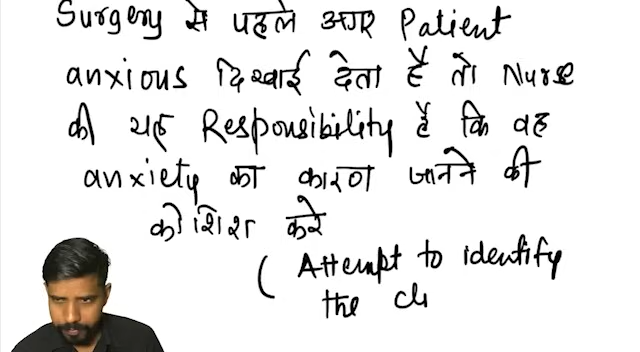 Surgery से पहले अगर Patient
anxious दिखाई देता है तो Nurse
की यह Responsibility है कि वह
anxiety का कारण जानने की
कोशिश करे
( Attempt to identify
the